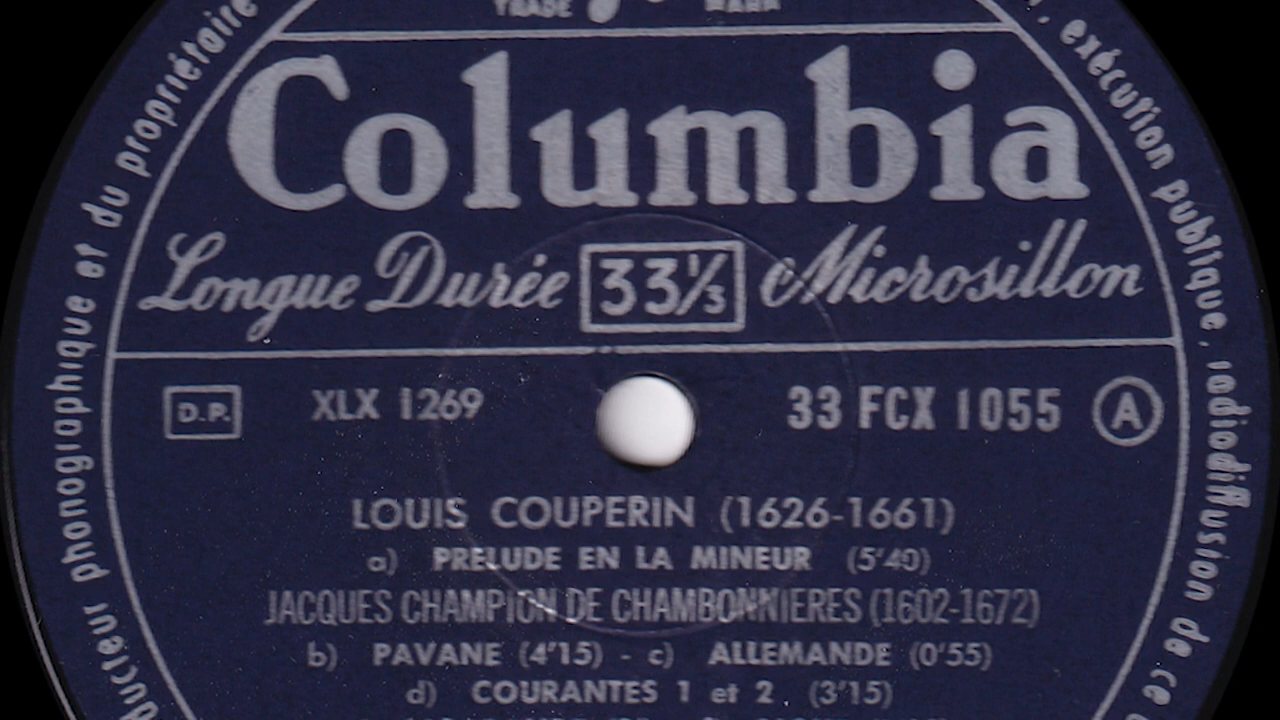 TRADE MARK
Columbia
Longue Durée 33⅓ Microsillon
D.P. XLX 1269 33 FCX 1055 A
LOUIS COUPERIN (1626-1661)
a) PRELUDE EN LA MINEUR (5'40)
JACQUES CHAMPION DE CHAMBONNIERES (1602-1672)
b) PAVANE (4'15) - c) ALLEMANDE (0'55)
d) COURANTES 1 et 2 . (3'15)
ducteur phonographique et du propriétaire
, exécution publique, radiodiffusion de ce